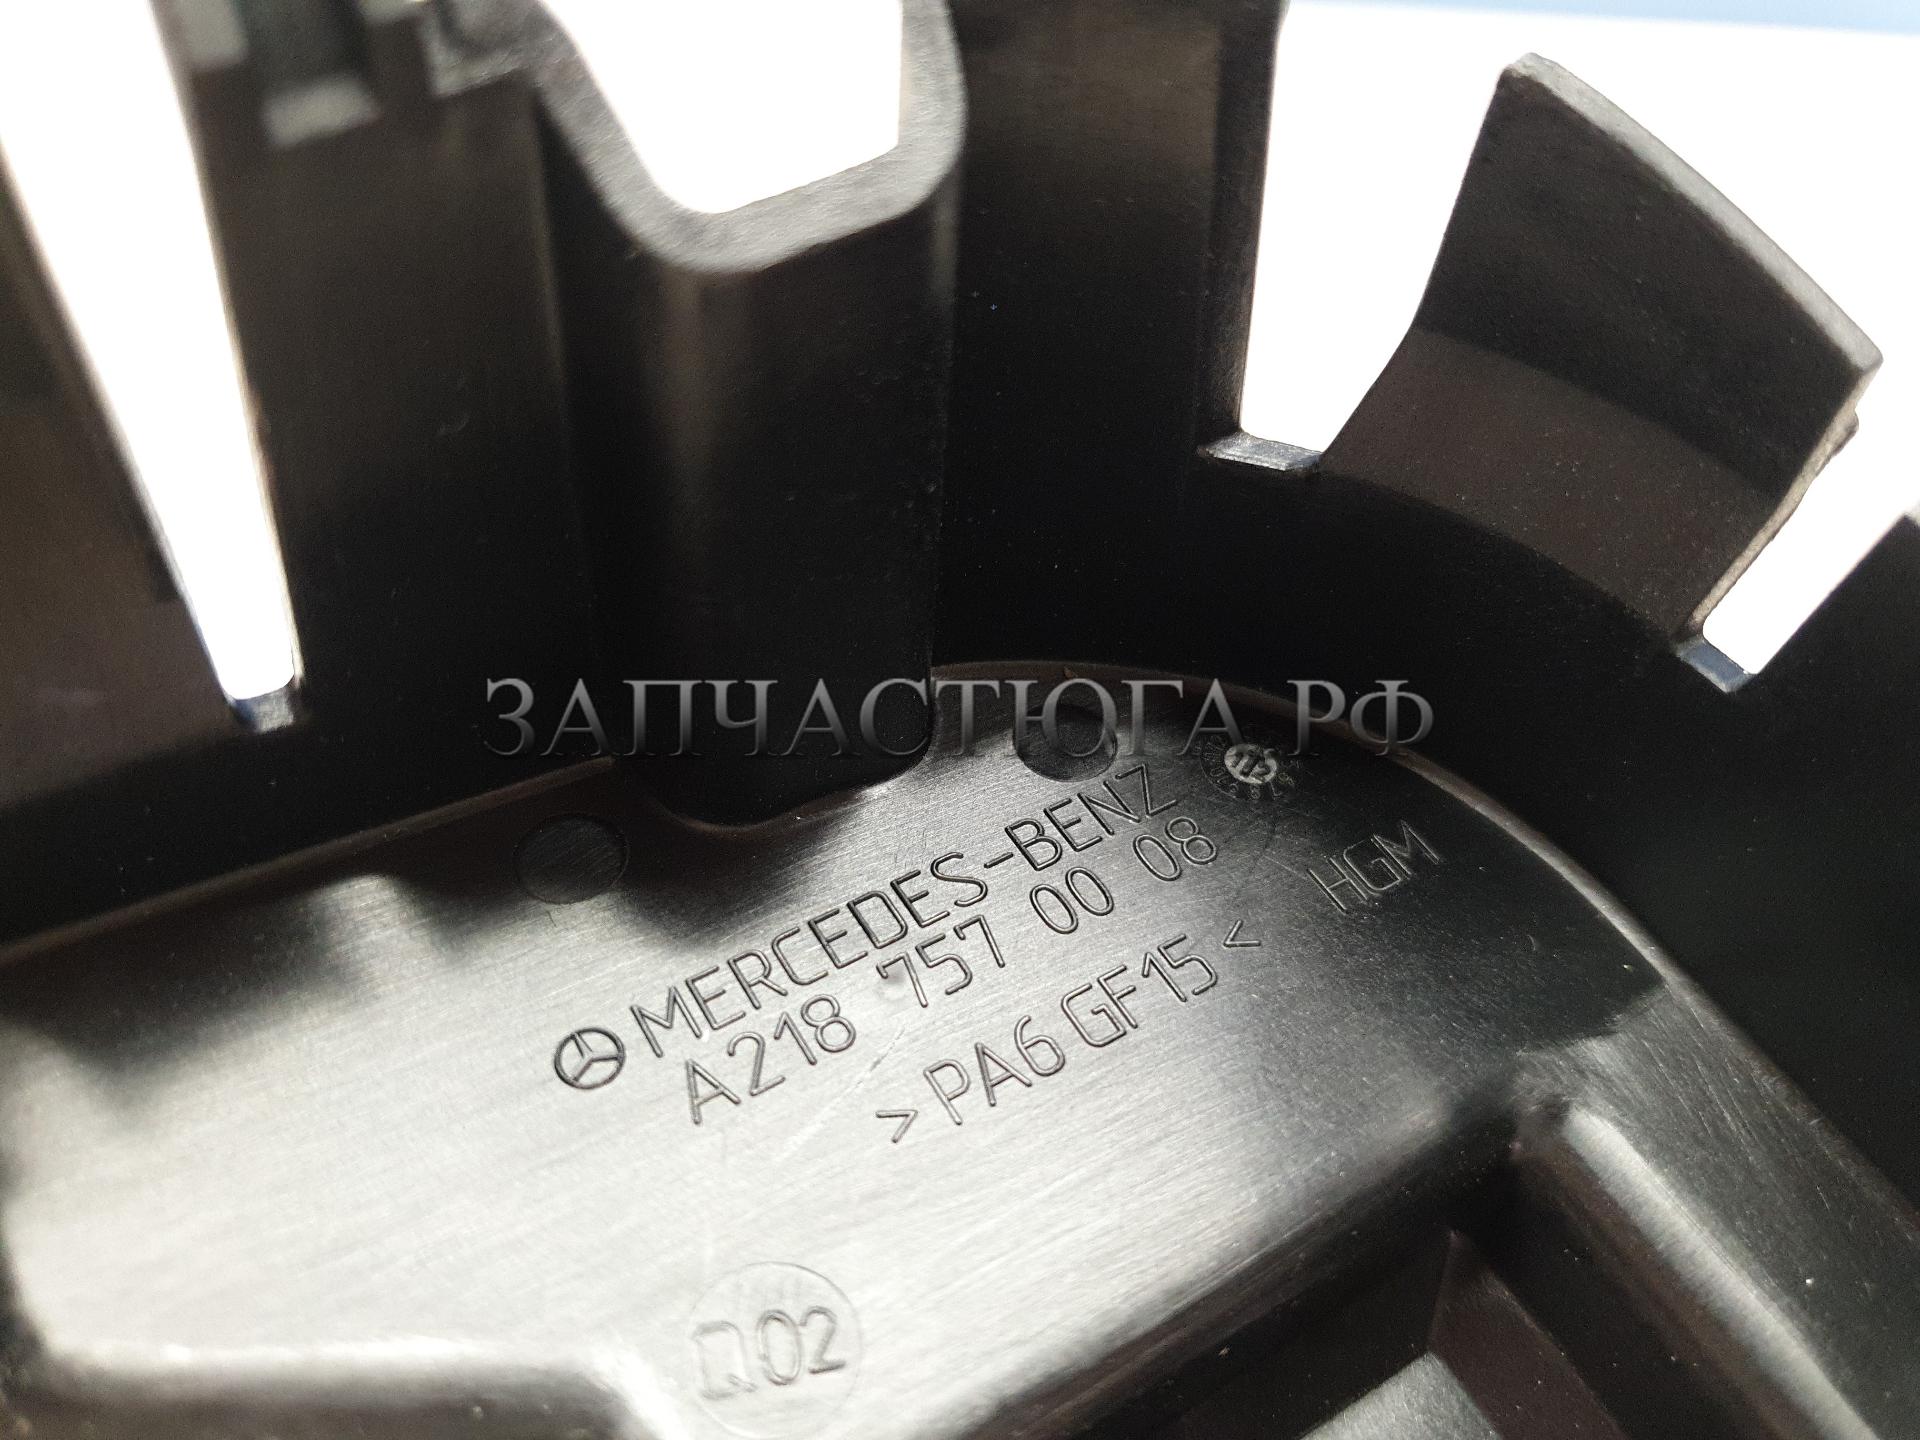 ЗАПЧАСТЮГА.РФ
MERCEDES-BENZ
A218 757 00 08
>PA6 GF15<
HGM
Q02